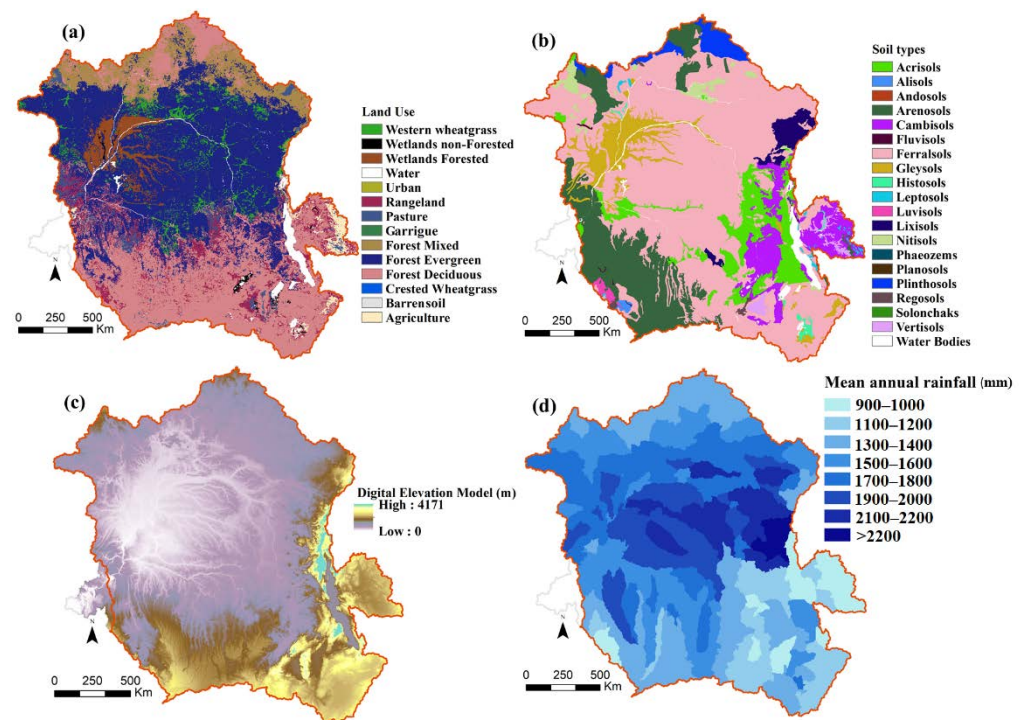 (a)
Land Use
Western wheatgrass
Wetlands non-Forested
Wetlands Forested
Water
Urban
Rangeland
Pasture
Garrigue
Forest Mixed
Forest Evergreen
Forest Deciduous
Crested Wheatgrass
Barrensoil
Agriculture
N
0 250 500
Km
(b)
Soil types
Acrisols
Alisols
Andosols
Arenosols
Cambisols
Fluvisols
Ferralsols
Gleysols
Histosols
Leptosols
Luvisols
Lixisols
Nitisols
Phaeozems
Planosols
Plinthosols
Regosols
Solonchaks
Vertisols
Water Bodies
N
0 250 500
Km
(c)
Digital Elevation Model (m)
High : 4171
Low : 0
N
0 250 500
Km
(d)
Mean annual rainfall (mm)
900–1000
1100–1200
1300–1400
1500–1600
1700–1800
1900–2000
2100–2200
>2200
N
0 250 500
Km